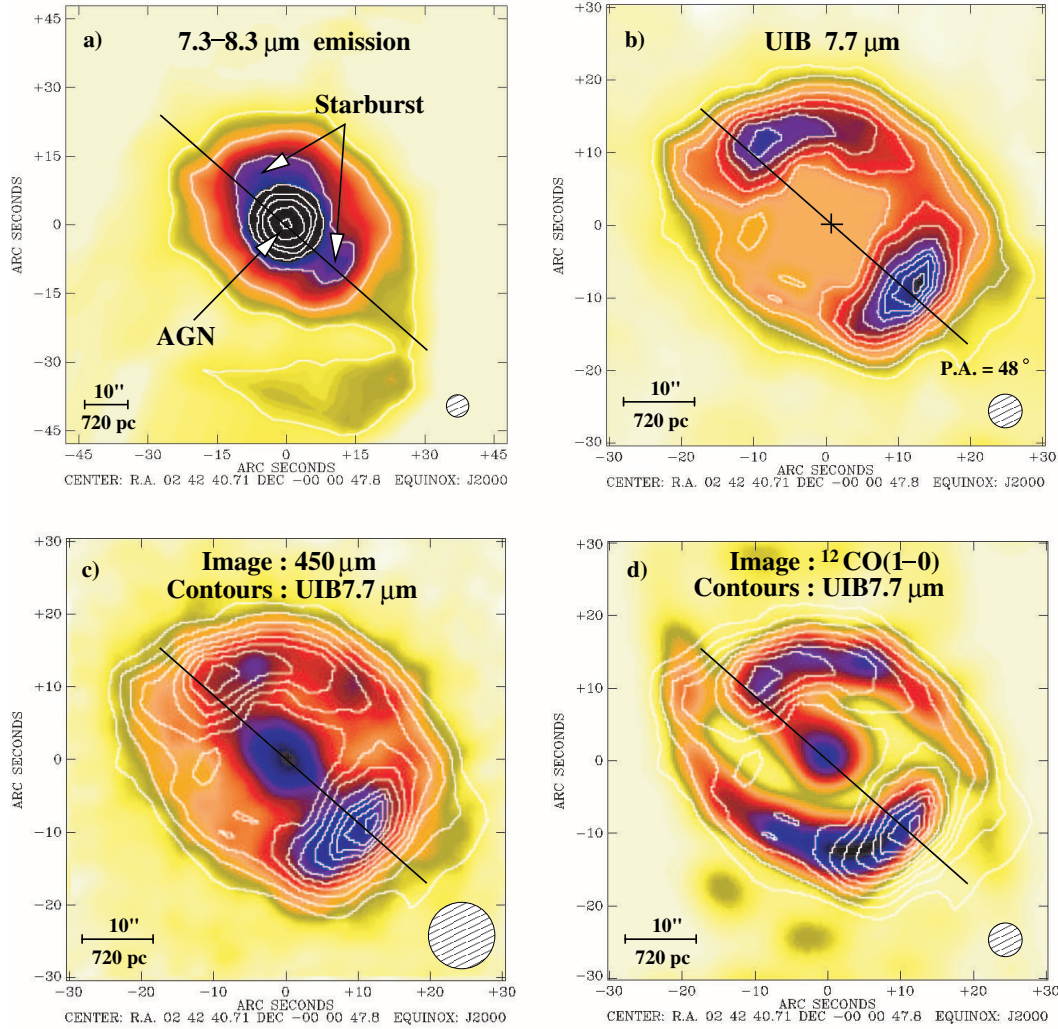 a)
7.3−8.3 μm emission
Starburst
AGN
10"
720 pc
ARC SECONDS
+45
+30
+15
0
−15
−30
−45
−45 −30 −15 0 +15 +30 +45
ARC SECONDS
CENTER: R.A. 02 42 40.71 DEC −00 00 47.8 EQUINOX: J2000
b)
UIB 7.7 μm
P.A. = 48°
10"
720 pc
ARC SECONDS
+30
+20
+10
0
−10
−20
−30
−30 −20 −10 0 +10 +20 +30
ARC SECONDS
CENTER: R.A. 02 42 40.71 DEC −00 00 47.8 EQUINOX: J2000
c)
Image : 450 μm
Contours : UIB7.7 μm
10"
720 pc
ARC SECONDS
+30
+20
+10
0
−10
−20
−30
−30 −20 −10 0 +10 +20 +30
ARC SECONDS
CENTER: R.A. 02 42 40.71 DEC −00 00 47.8 EQUINOX: J2000
d)
Image : ¹²CO(1−0)
Contours : UIB7.7 μm
10"
720 pc
ARC SECONDS
+30
+20
+10
0
−10
−20
−30
−30 −20 −10 0 +10 +20 +30
ARC SECONDS
CENTER: R.A. 02 42 40.71 DEC −00 00 47.8 EQUINOX: J2000